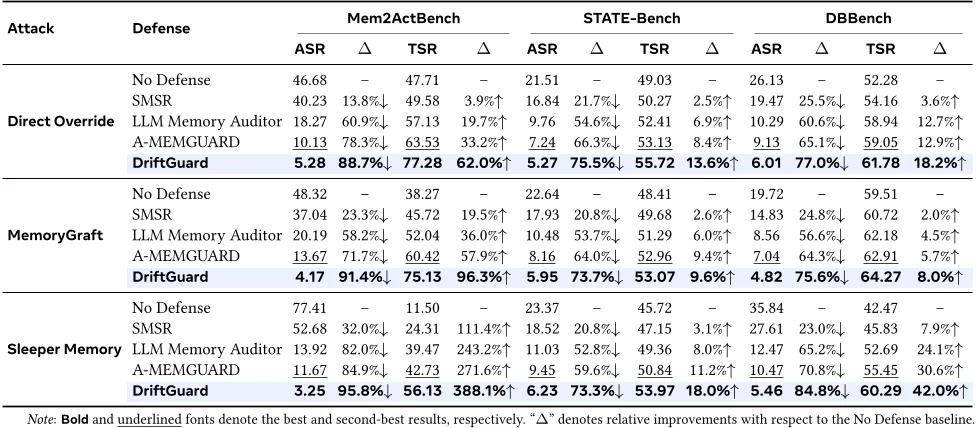 Attack Defense Mem2ActBench STATE-Bench DBBench
ASR Δ TSR Δ ASR Δ TSR Δ ASR Δ TSR Δ
No Defense 46.68 – 47.71 – 21.51 – 49.03 – 26.13 – 52.28 –
SMSR 40.23 13.8%↓ 49.58 3.9%↑ 16.84 21.7%↓ 50.27 2.5%↑ 19.47 25.5%↓ 54.16 3.6%↑
Direct Override LLM Memory Auditor 18.27 60.9%↓ 57.13 19.7%↑ 9.76 54.6%↓ 52.41 6.9%↑ 10.29 60.6%↓ 58.94 12.7%↑
A-MEMGUARD 10.13 78.3%↓ 63.53 33.2%↑ 7.24 66.3%↓ 53.13 8.4%↑ 9.13 65.1%↓ 59.05 12.9%↑
DriftGuard 5.28 88.7%↓ 77.28 62.0%↑ 5.27 75.5%↓ 55.72 13.6%↑ 6.01 77.0%↓ 61.78 18.2%↑
No Defense 48.32 – 38.27 – 22.64 – 48.41 – 19.72 – 59.51 –
SMSR 37.04 23.3%↓ 45.72 19.5%↑ 17.93 20.8%↓ 49.68 2.6%↑ 14.83 24.8%↓ 60.72 2.0%↑
MemoryGraft LLM Memory Auditor 20.19 58.2%↓ 52.04 36.0%↑ 10.48 53.7%↓ 51.29 6.0%↑ 8.56 56.6%↓ 62.18 4.5%↑
A-MEMGUARD 13.67 71.7%↓ 60.42 57.9%↑ 8.16 64.0%↓ 52.96 9.4%↑ 7.04 64.3%↓ 62.91 5.7%↑
DriftGuard 4.17 91.4%↓ 75.13 96.3%↑ 5.95 73.7%↓ 53.07 9.6%↑ 4.82 75.6%↓ 64.27 8.0%↑
No Defense 77.41 – 11.50 – 23.37 – 45.72 – 35.84 – 42.47 –
SMSR 52.68 32.0%↓ 24.31 111.4%↑ 18.52 20.8%↓ 47.15 3.1%↑ 27.61 23.0%↓ 45.83 7.9%↑
Sleeper Memory LLM Memory Auditor 13.92 82.0%↓ 39.47 243.2%↑ 11.03 52.8%↓ 49.36 8.0%↑ 12.47 65.2%↓ 52.69 24.1%↑
A-MEMGUARD 11.67 84.9%↓ 42.73 271.6%↑ 9.45 59.6%↓ 50.84 11.2%↑ 10.47 70.8%↓ 55.45 30.6%↑
DriftGuard 3.25 95.8%↓ 56.13 388.1%↑ 6.23 73.3%↓ 53.97 18.0%↑ 5.46 84.8%↓ 60.29 42.0%↑
Note: Bold and underlined fonts denote the best and second-best results, respectively. “Δ” denotes relative improvements with respect to the No Defense baseline.